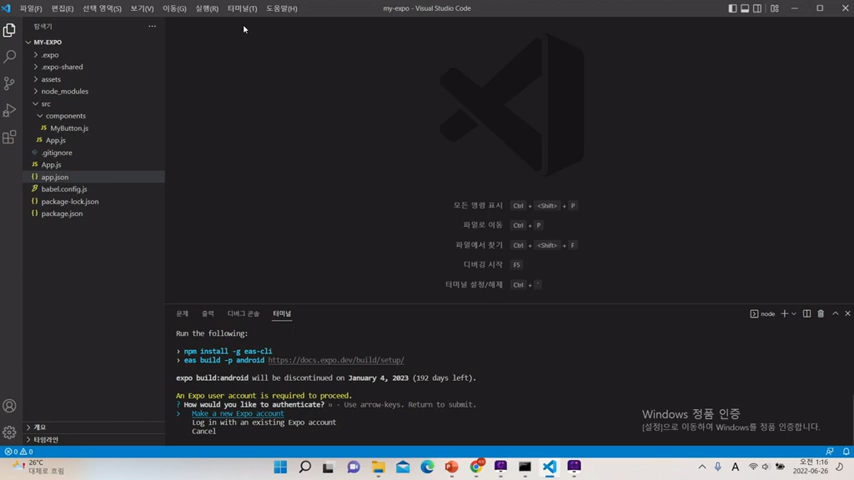 파일(F) 편집(E) 선택 영역(S) 보기(V) 이동(G) 실행(R) 터미널(T) 도움말(H)
my-expo - Visual Studio Code
탐색기
MY-EXPO
.expo
.expo-shared
assets
node_modules
src
components
JS MyButton.js
JS App.js
.gitignore
JS App.js
{} app.json
babel.config.js
{} package-lock.json
{} package.json
모든 명령 표시 Ctrl + <Shift> + P
파일로 이동 Ctrl + P
파일에서 찾기 Ctrl + <Shift> + F
디버깅 시작 F5
터미널 설정/해제 Ctrl + `
문제 출력 디버그 콘솔 터미널
node
Run the following:
› npm install -g eas-cli
› eas build -p android https://docs.expo.dev/build/setup/
expo build:android will be discontinued on January 4, 2023 (192 days left).
An Expo user account is required to proceed.
? How would you like to authenticate? » - Use arrow-keys. Return to submit.
> Make a new Expo account
Log in with an existing Expo account
Cancel
개요
타임라인
Windows 정품 인증
[설정]으로 이동하여 Windows를 정품 인증합니다.
0 0
26°C
대체로 흐림
A
오전 1:16
2022-06-26